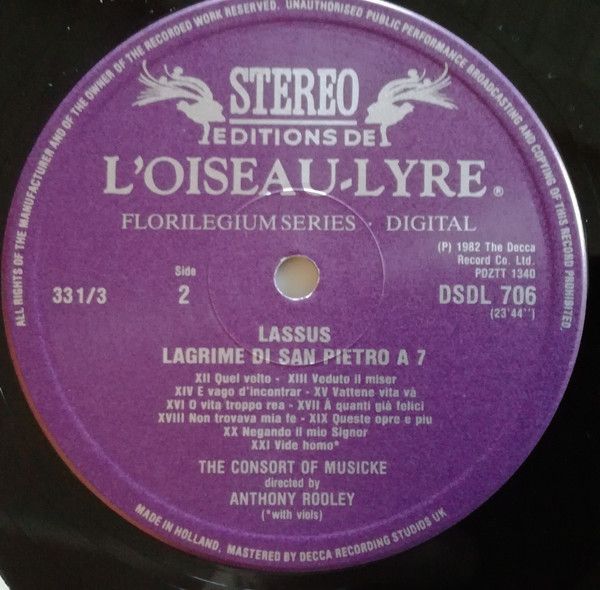 ALL RIGHTS OF THE MANUFACTURER AND OF THE OWNER OF THE RECORDED WORK RESERVED. UNAUTHORISED PUBLIC PERFORMANCE, BROADCASTING AND COPYING OF THIS RECORD PROHIBITED.
STEREO
EDITIONS DE
L'OISEAU-LYRE®
FLORILEGIUM SERIES · DIGITAL
(P) 1982 The Decca
Record Co. Ltd.
PDZTT 1340
33 1/3
Side
2
DSDL 706
(23'44'')
LASSUS
LAGRIME DI SAN PIETRO A 7
XII Quel volto - XIII Veduto il miser
XIV E vago d'incontrar - XV Vattene vita và
XVI O vita troppo rea - XVII À quanti già felici
XVIII Non trovava mia fe - XIX Queste opre e piu
XX Negando il mio Signor
XXI Vide homo*
THE CONSORT OF MUSICKE
directed by
ANTHONY ROOLEY
(*with viols)
MADE IN HOLLAND. MASTERED BY DECCA RECORDING STUDIOS UK